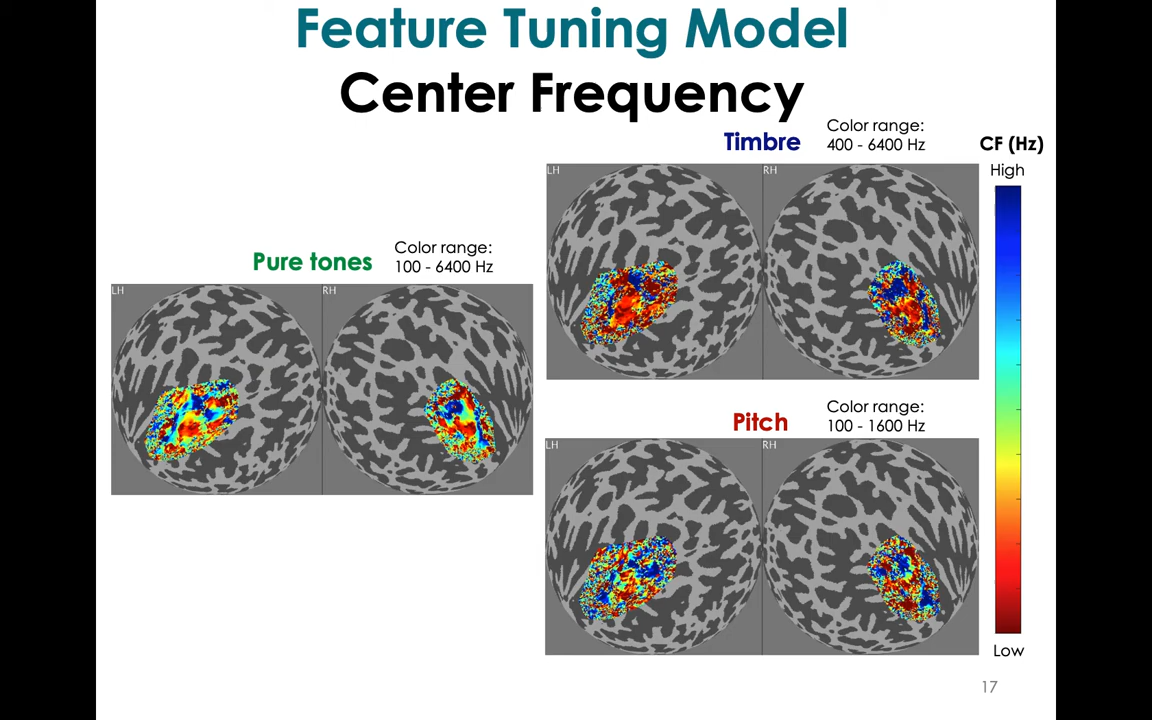 Feature Tuning Model
Center Frequency
Pure tones
Color range:
100 - 6400 Hz
LH
RH
Timbre
Color range:
400 - 6400 Hz
LH
RH
Pitch
Color range:
100 - 1600 Hz
LH
RH
CF (Hz)
High
Low
17